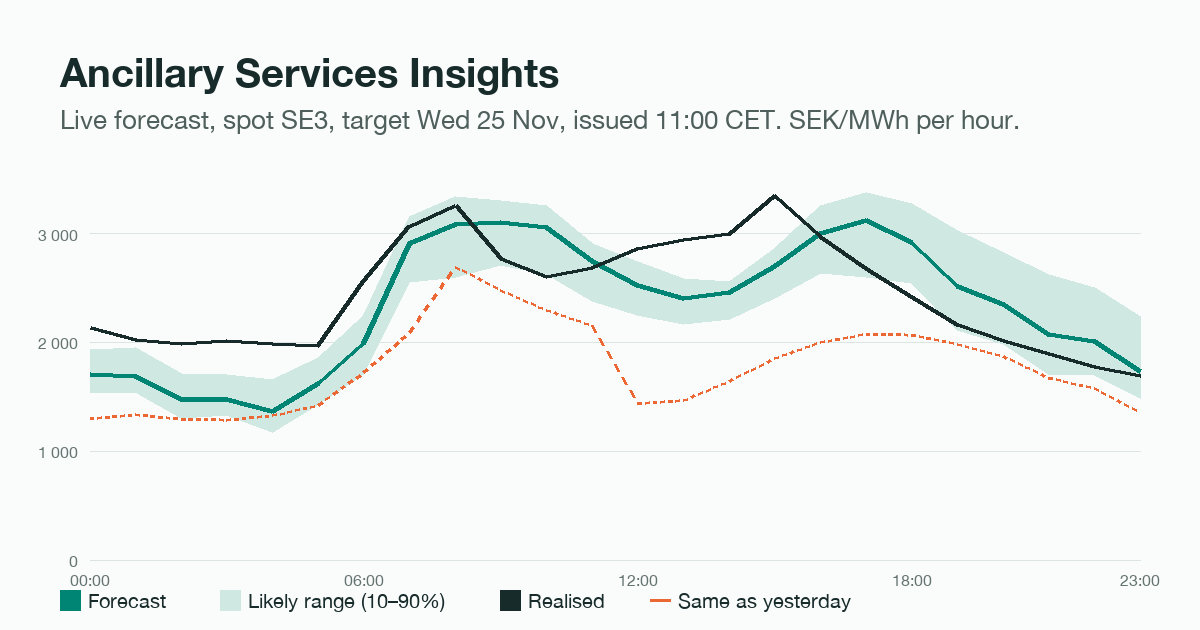 Ancillary Services Insights
Live forecast, spot SE3, target Wed 25 Nov, issued 11:00 CET. SEK/MWh per hour.
3 000
2 000
1 000
0
00:00 06:00 12:00 18:00 23:00
Forecast Likely range (10–90%) Realised Same as yesterday